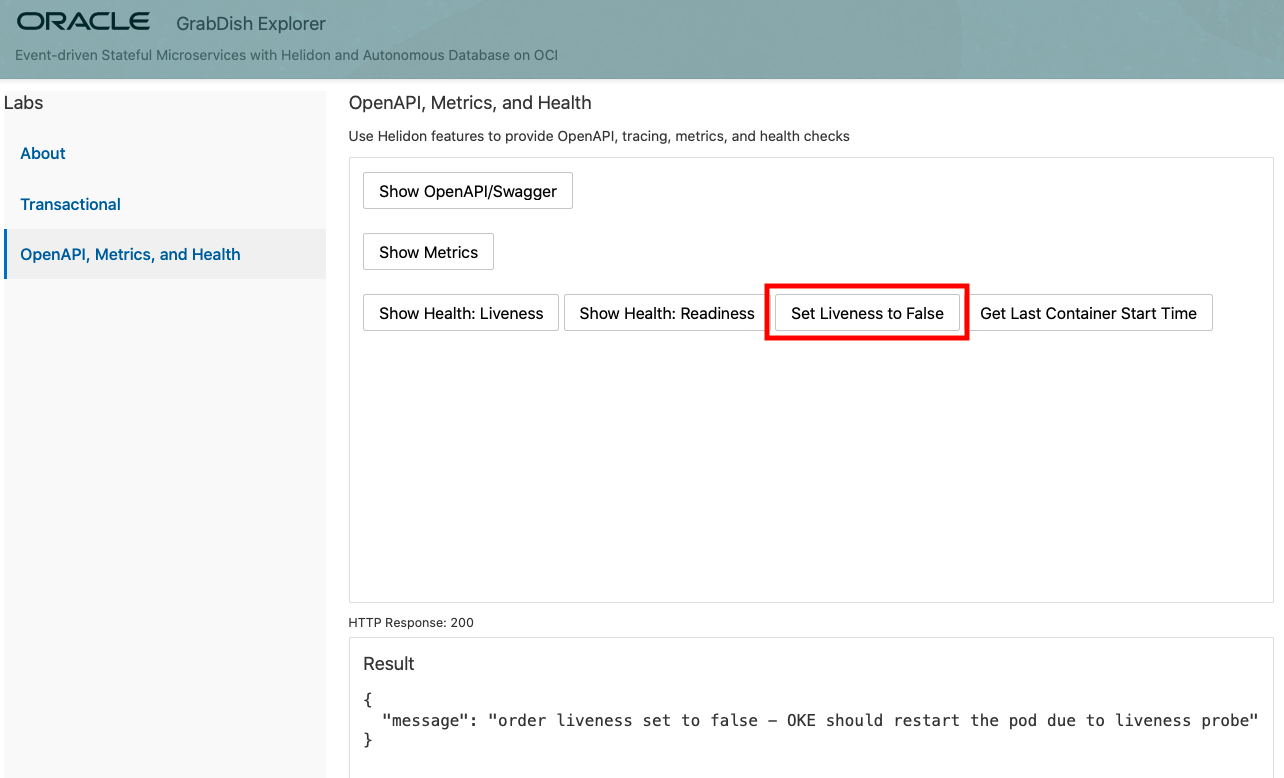 ORACLE GrabDish Explorer
Event-driven Stateful Microservices with Helidon and Autonomous Database on OCI
Labs
About
Transactional
OpenAPI, Metrics, and Health
OpenAPI, Metrics, and Health
Use Helidon features to provide OpenAPI, tracing, metrics, and health checks
Show OpenAPI/Swagger
Show Metrics
Show Health: Liveness Show Health: Readiness Set Liveness to False Get Last Container Start Time
HTTP Response: 200
Result
{
"message": "order liveness set to false – OKE should restart the pod due to liveness probe"
}